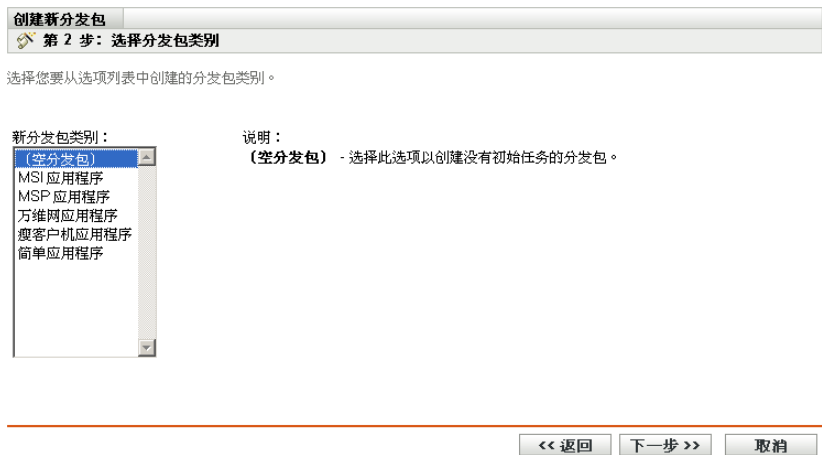 创建新分发包
第 2 步：选择分发包类别
选择您要从选项列表中创建的分发包类别。
新分发包类别：
（空分发包）
MSI 应用程序
MSP 应用程序
万维网应用程序
瘦客户机应用程序
简单应用程序
说明：
（空分发包） - 选择此选项以创建没有初始任务的分发包。
<< 返回
下一步 >>
取消